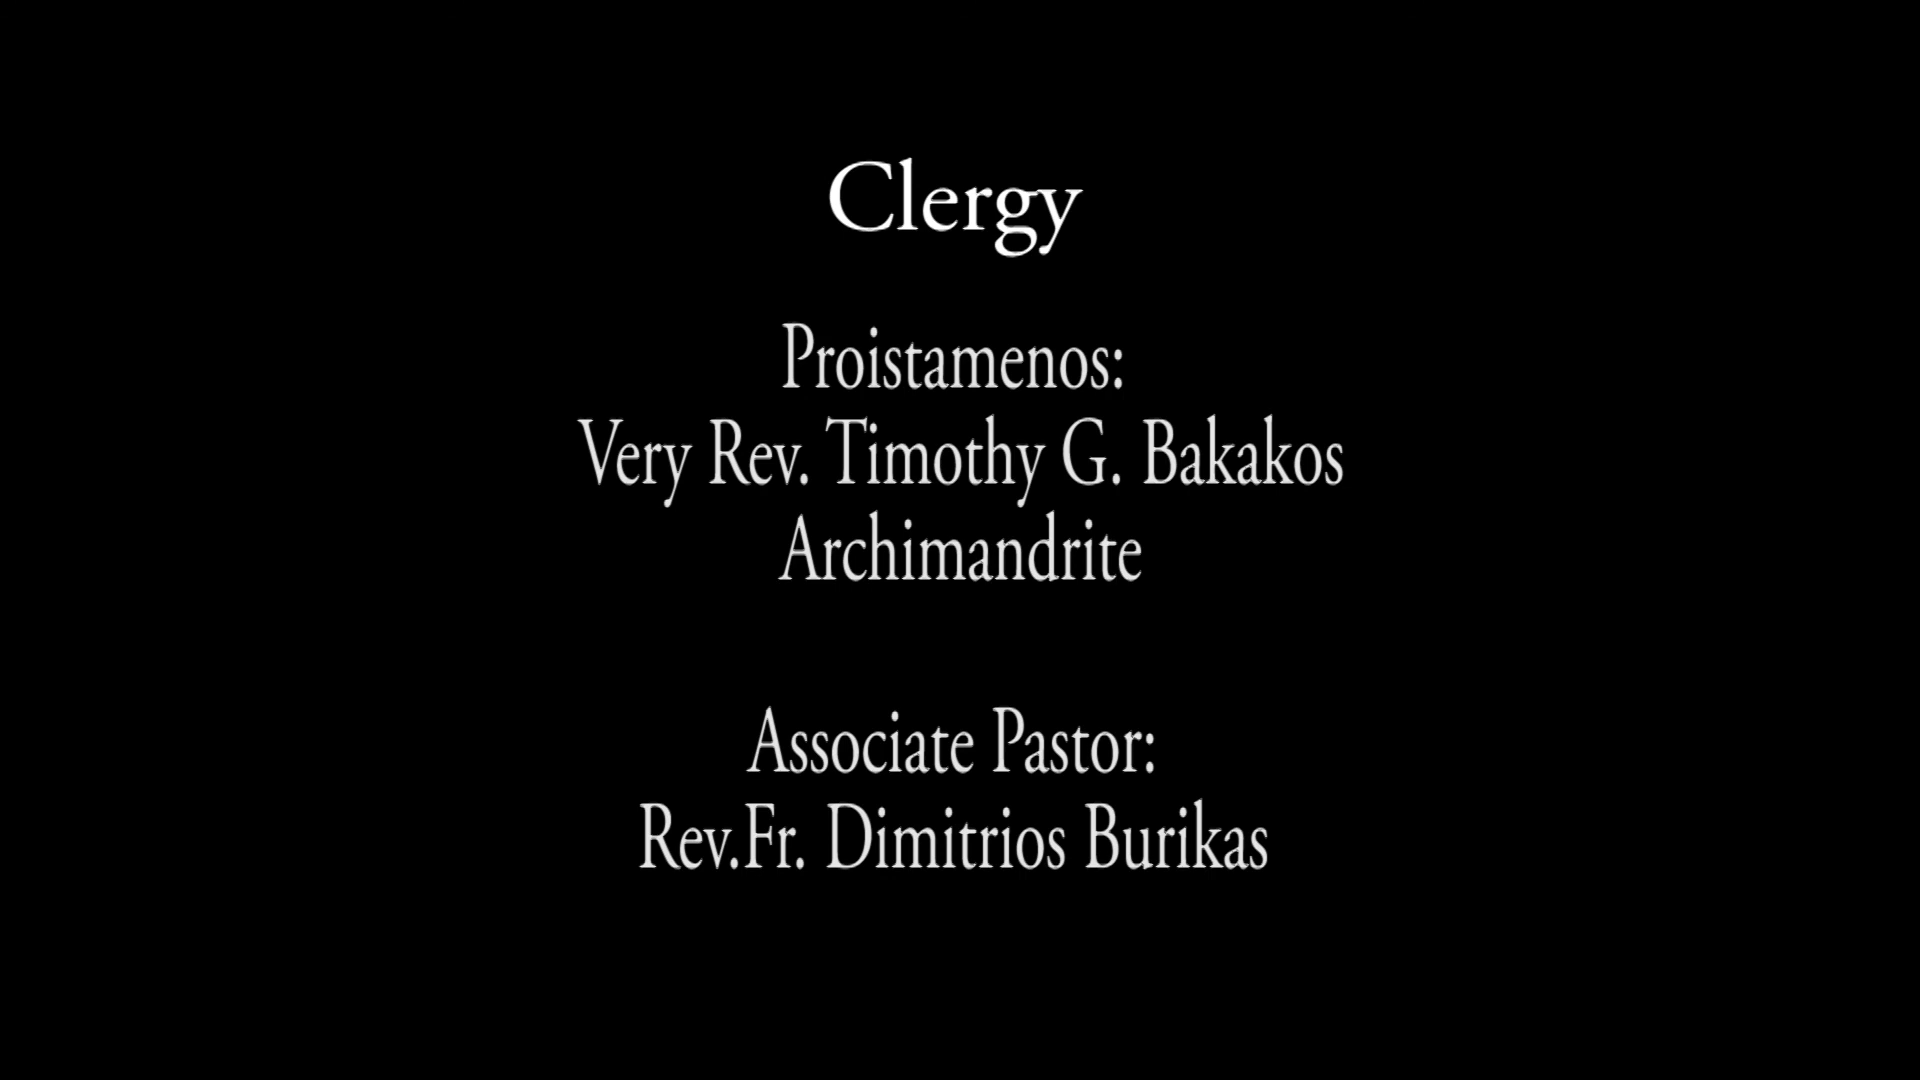 Clergy
Proistamenos:
Very Rev. Timothy G. Bakakos
Archimandrite
Associate Pastor:
Rev.Fr. Dimitrios Burikas